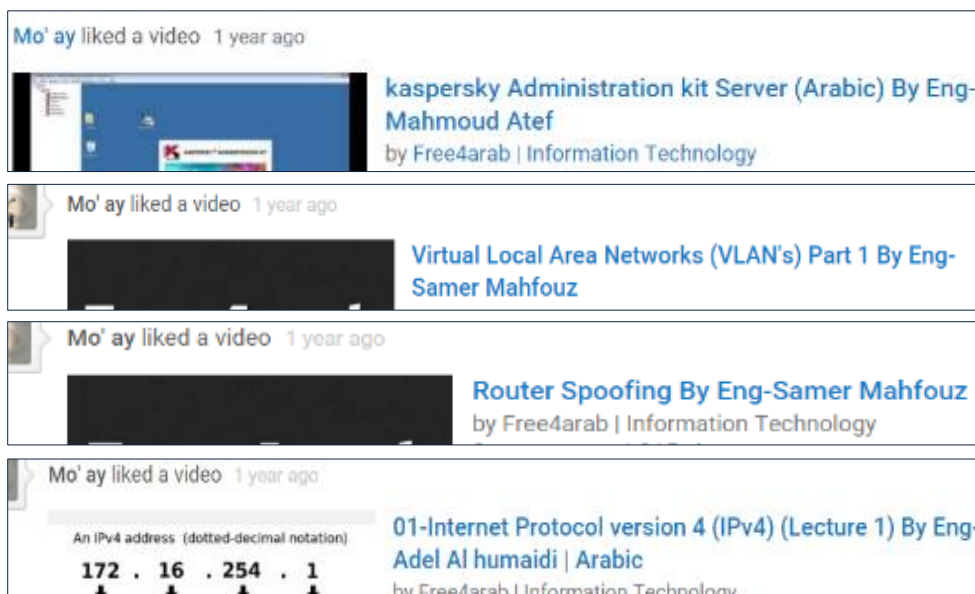 Mo' ay liked a video 1 year ago
kaspersky Administration kit Server (Arabic) By Eng-
Mahmoud Atef
by Free4arab | Information Technology
Mo' ay liked a video 1 year ago
Virtual Local Area Networks (VLAN's) Part 1 By Eng-
Samer Mahfouz
Mo' ay liked a video 1 year ago
Router Spoofing By Eng-Samer Mahfouz
by Free4arab | Information Technology
Mo' ay liked a video 1 year ago
An IPv4 address (dotted-decimal notation)
172 . 16 . 254 . 1
01-Internet Protocol version 4 (IPv4) (Lecture 1) By Eng-
Adel Al humaidi | Arabic
by Free4arab | Information Technology